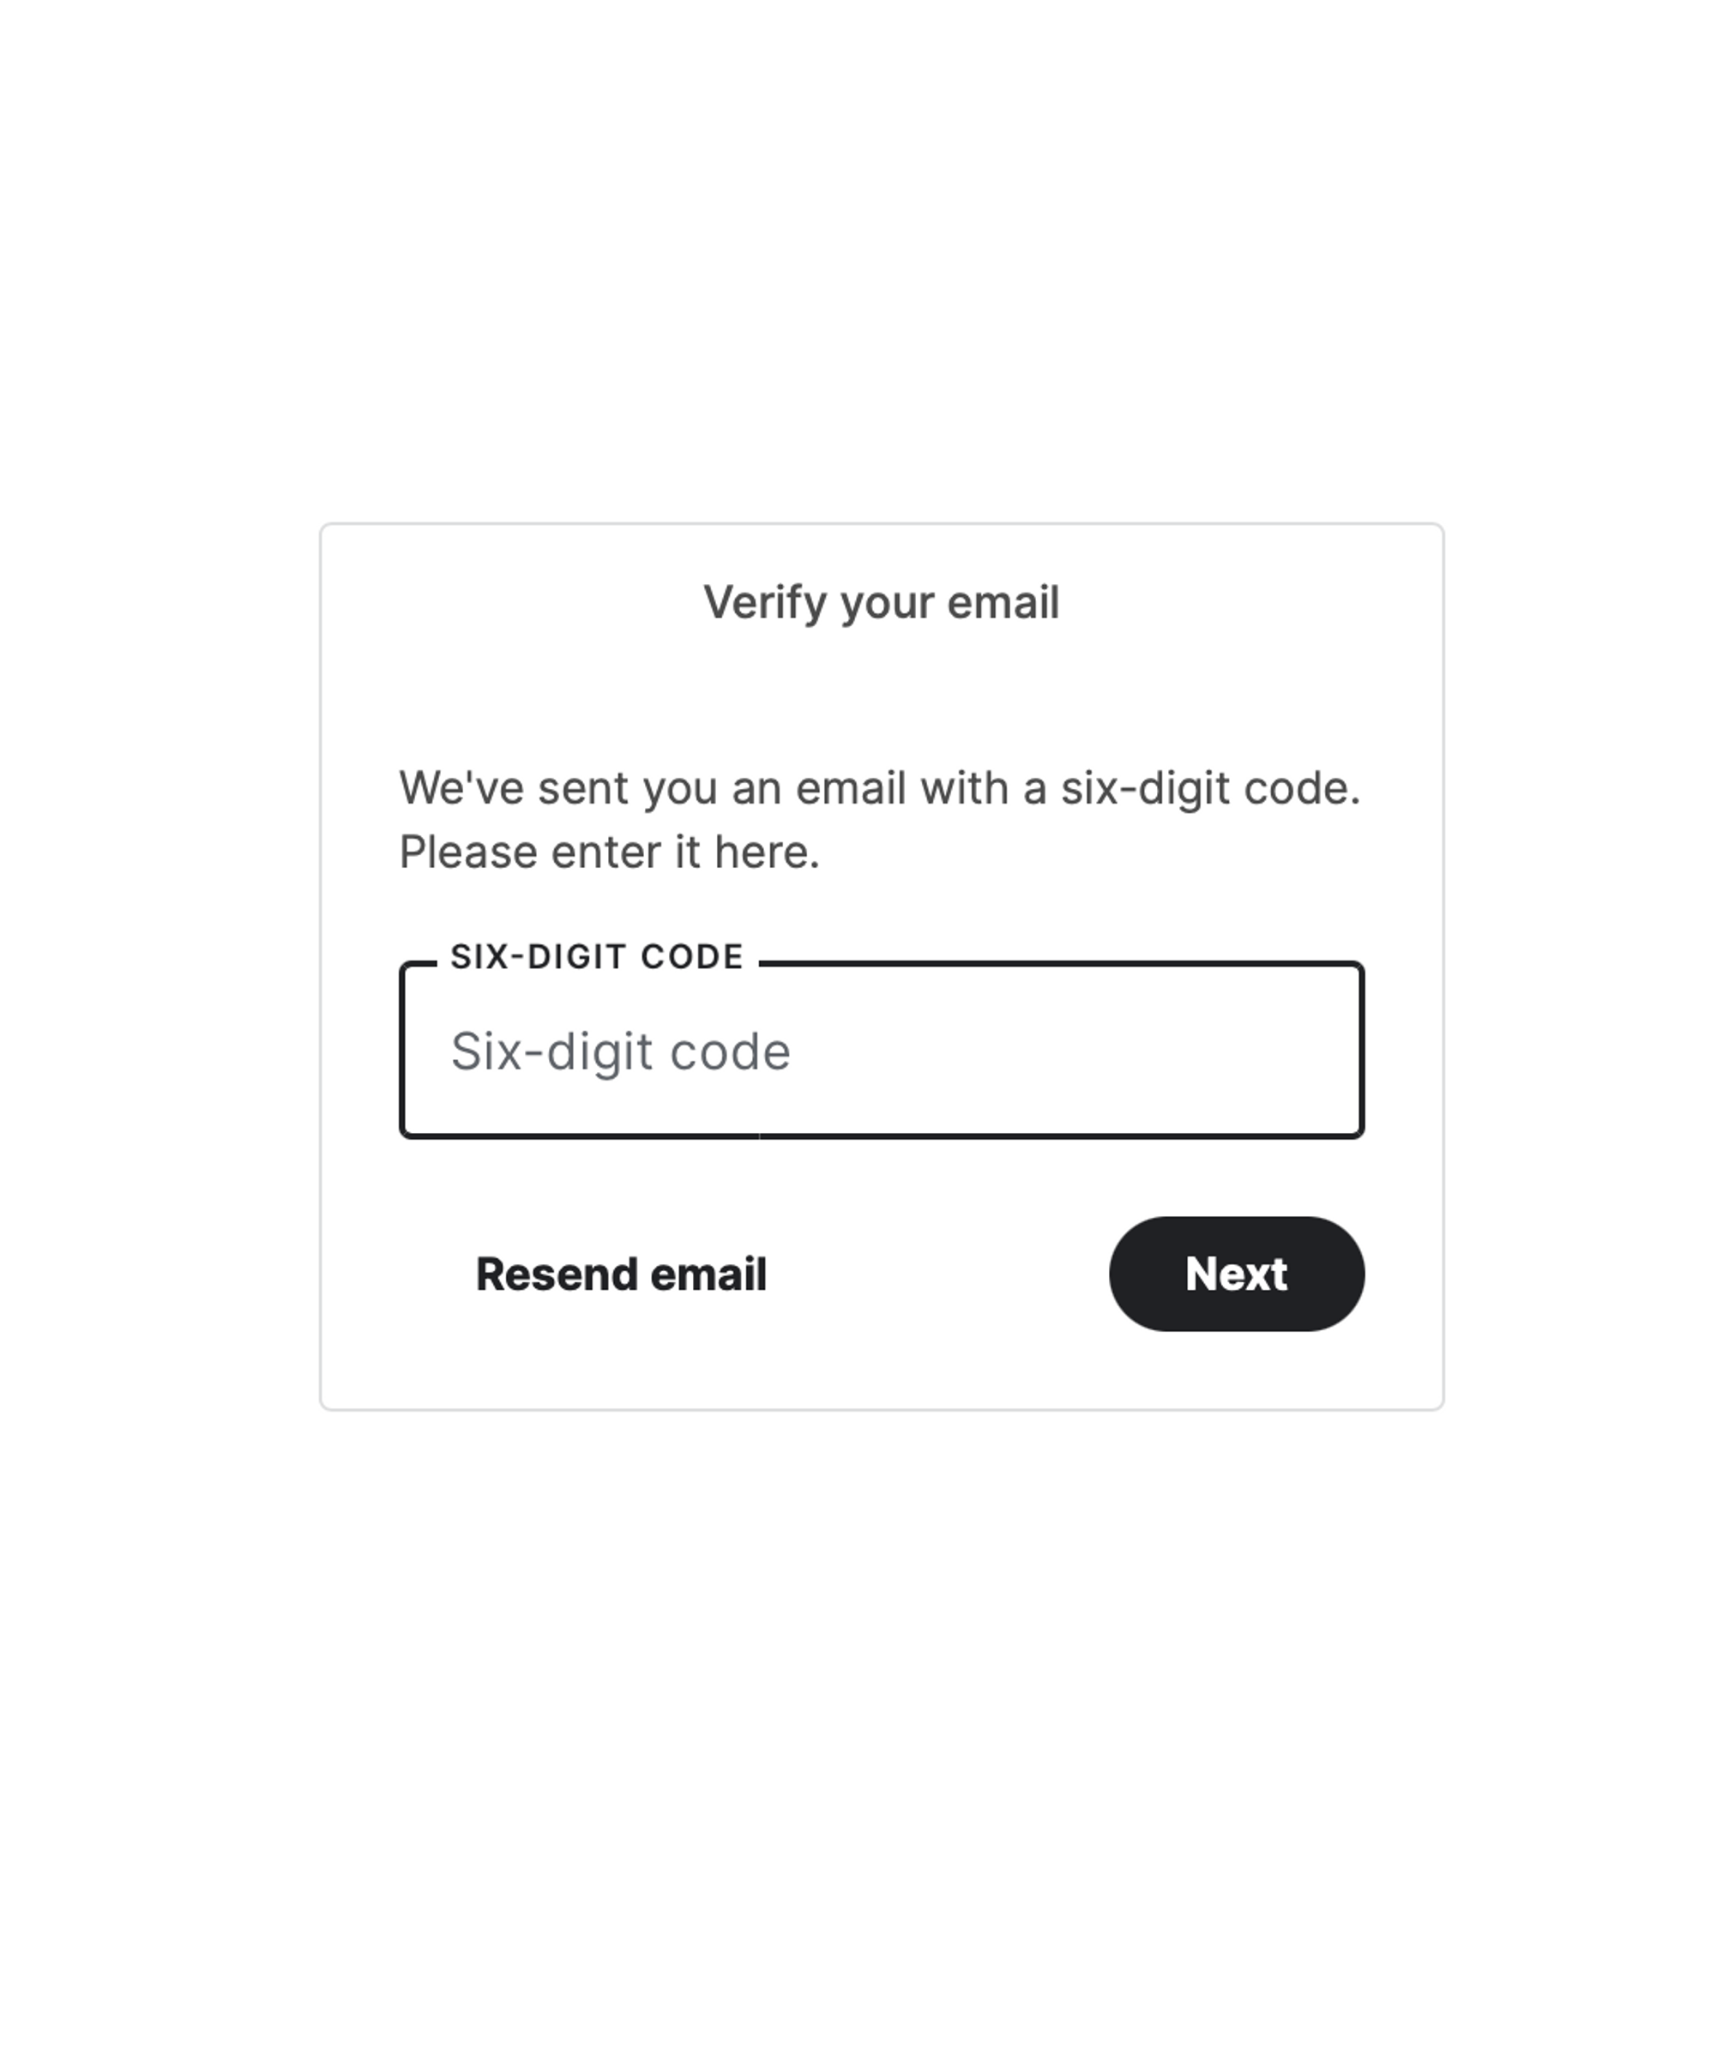 Verify your email
We've sent you an email with a six-digit code.
Please enter it here.
SIX-DIGIT CODE
Six-digit code
Resend email
Next